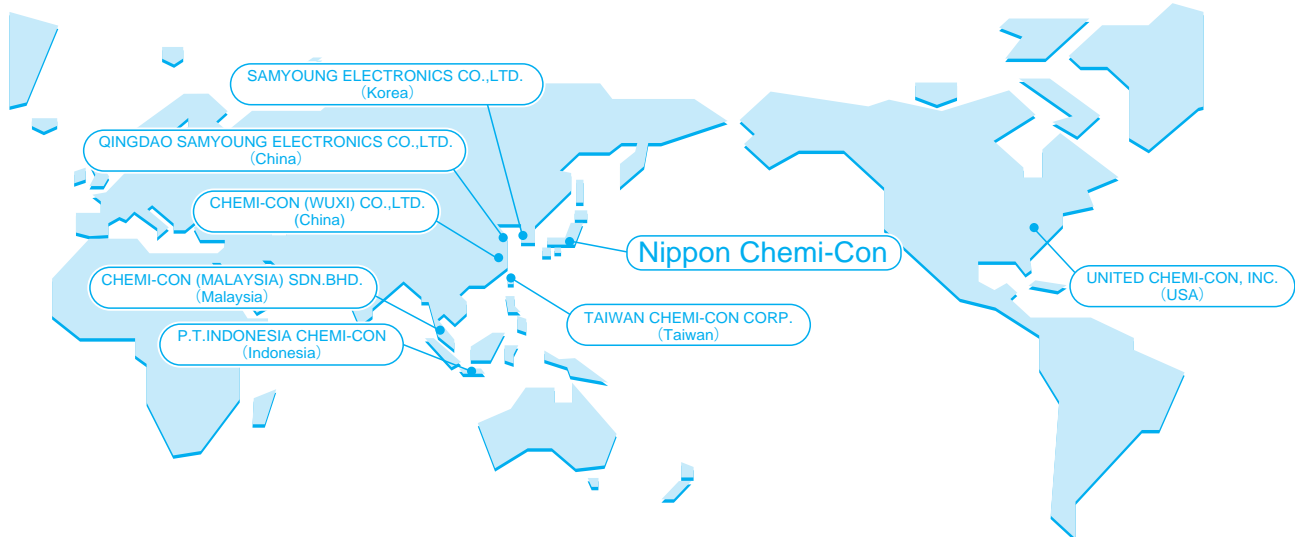 SAMYOUNG ELECTRONICS CO.,LTD.
（Korea）
QINGDAO SAMYOUNG ELECTRONICS CO.,LTD.
（China）
CHEMI-CON (WUXI) CO.,LTD.
(China)
Nippon Chemi-Con
CHEMI-CON (MALAYSIA) SDN.BHD.
（Malaysia）
UNITED CHEMI-CON, INC.
（USA）
TAIWAN CHEMI-CON CORP.
（Taiwan）
P.T.INDONESIA CHEMI-CON
（Indonesia）